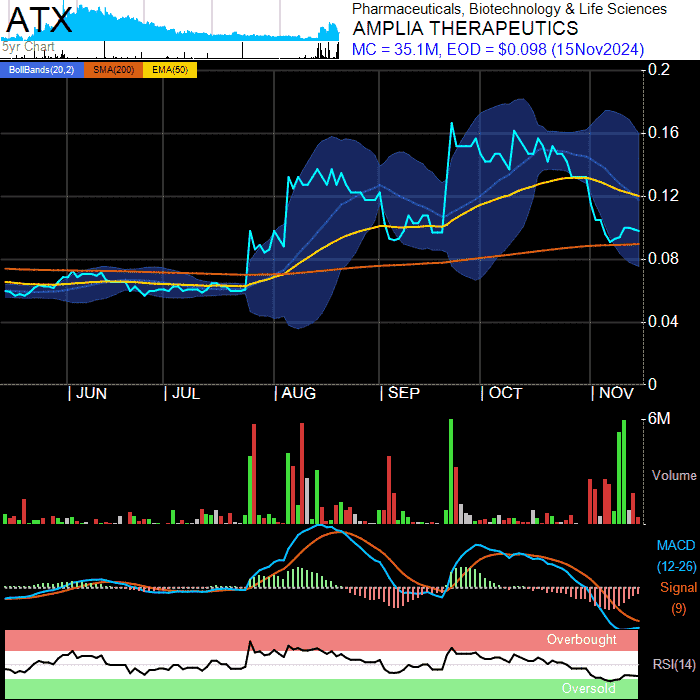 ATX
5yr Chart
Pharmaceuticals, Biotechnology & Life Sciences
AMPLIA THERAPEUTICS
MC = 35.1M, EOD = $0.098 (15Nov2024)
BollBands(20,2) SMA(200) EMA(50)
0.2
0.16
0.12
0.08
0.04
0
JUN JUL AUG SEP OCT NOV
6M
Volume
MACD
(12-26)
Signal
(9)
Overbought
RSI(14)
Oversold